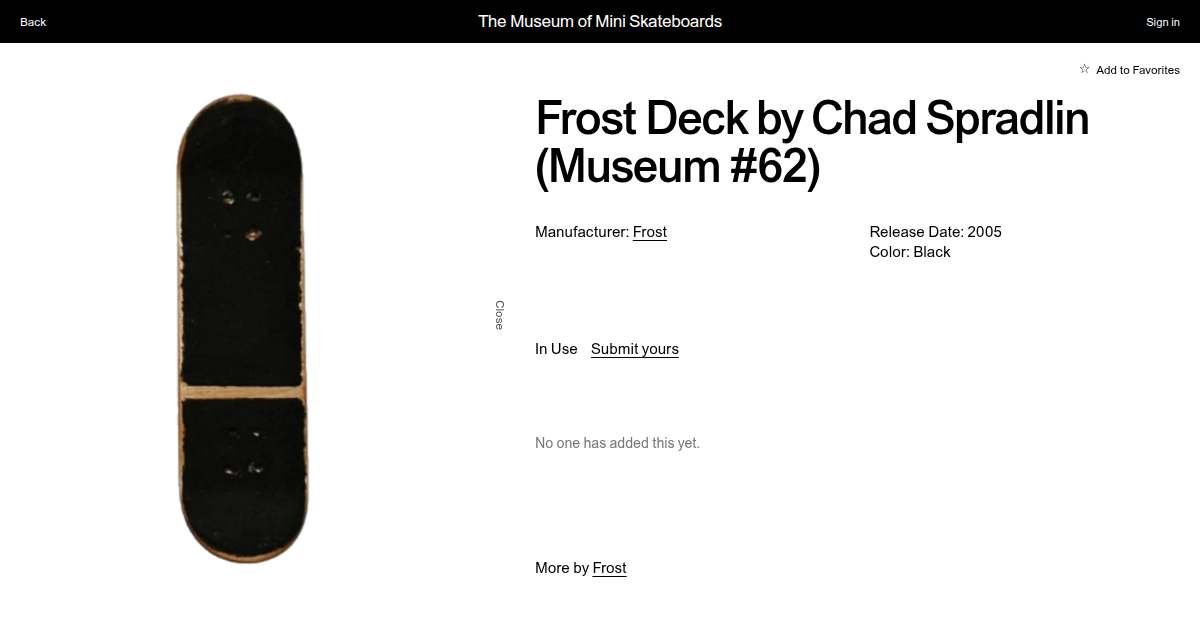 Back
The Museum of Mini Skateboards
Sign in
☆ Add to Favorites
Frost Deck by Chad Spradlin
(Museum #62)
Manufacturer: Frost
Release Date: 2005
Color: Black
Close
In Use Submit yours
No one has added this yet.
More by Frost